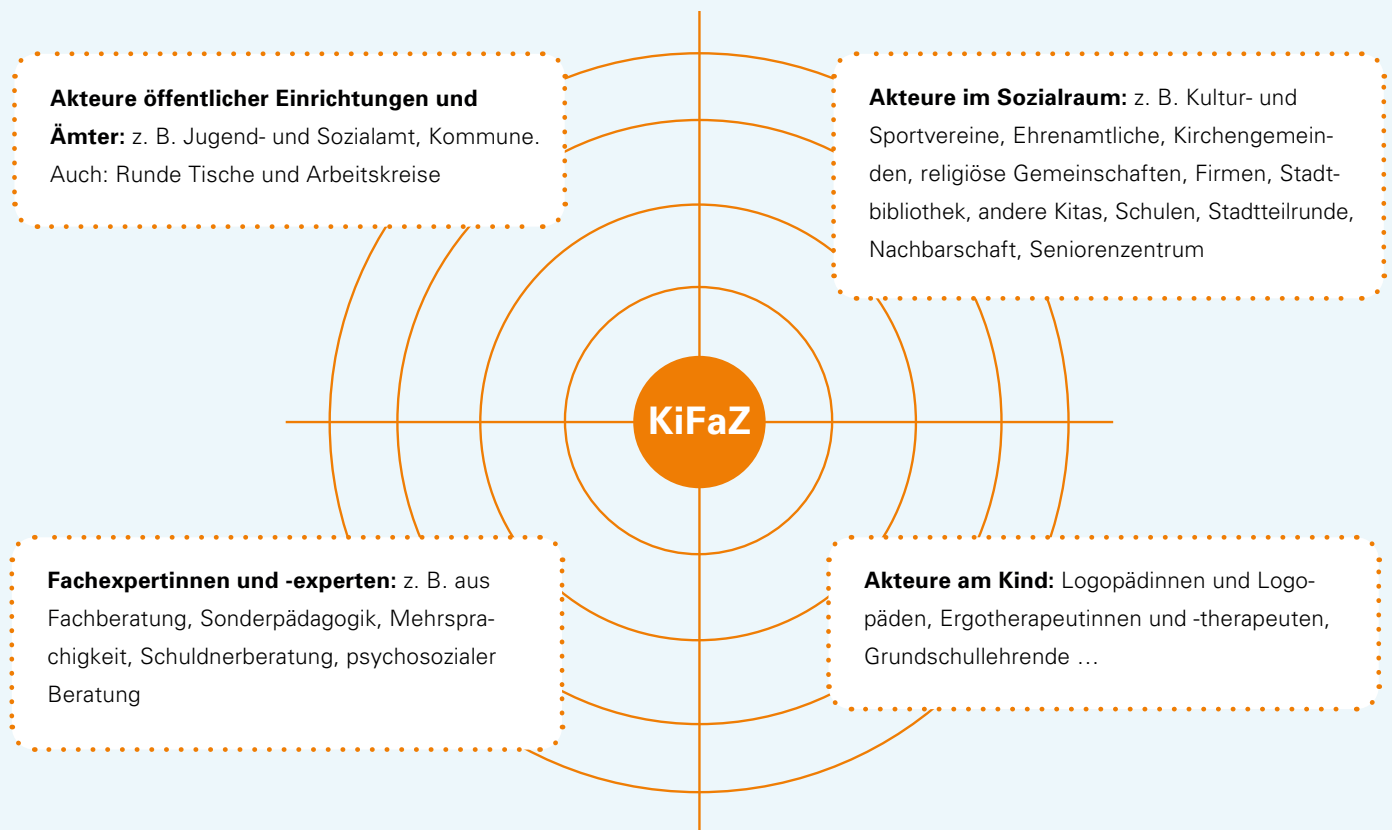 Akteure öffentlicher Einrichtungen und
Ämter: z. B. Jugend- und Sozialamt, Kommune.
Auch: Runde Tische und Arbeitskreise
Akteure im Sozialraum: z. B. Kultur- und
Sportvereine, Ehrenamtliche, Kirchengemein-
den, religiöse Gemeinschaften, Firmen, Stadt-
bibliothek, andere Kitas, Schulen, Stadtteilrunde,
Nachbarschaft, Seniorenzentrum
KiFaZ
Fachexpertinnen und -experten: z. B. aus
Fachberatung, Sonderpädagogik, Mehrspra-
chigkeit, Schuldnerberatung, psychosozialer
Beratung
Akteure am Kind: Logopädinnen und Logo-
päden, Ergotherapeutinnen und -therapeuten,
Grundschullehrende …